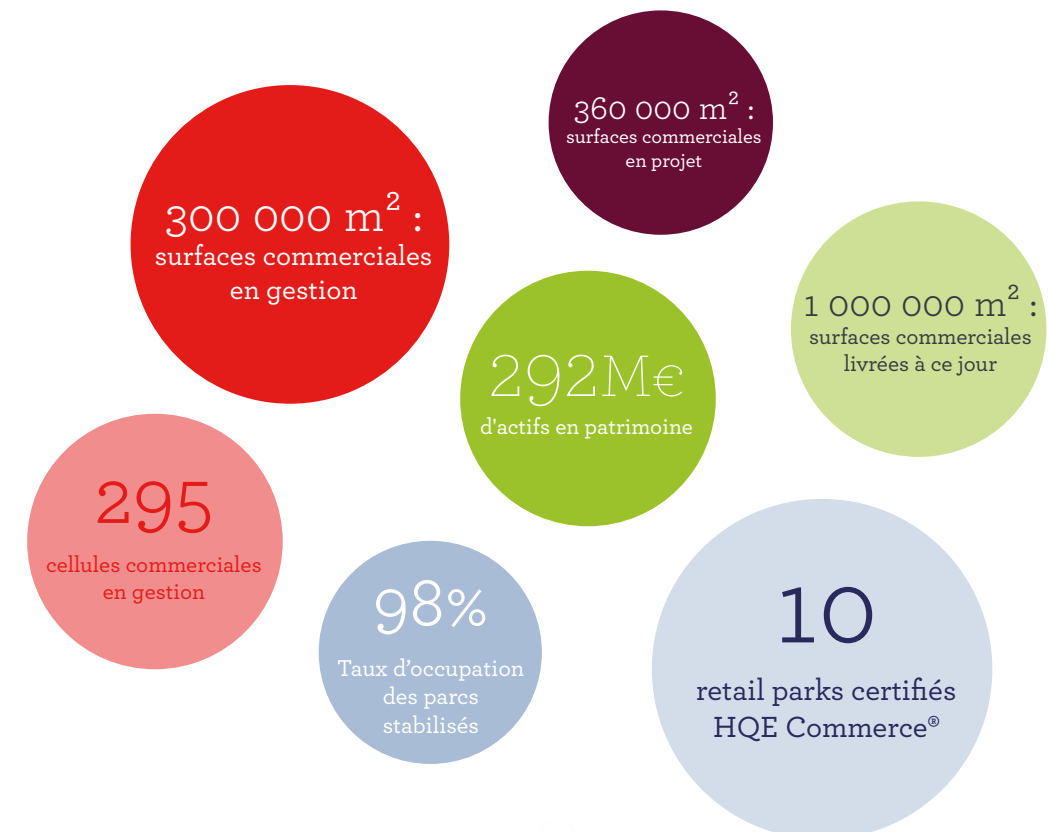 360 000 m² :
surfaces commerciales
en projet
300 000 m² :
surfaces commerciales
en gestion
1 000 000 m² :
surfaces commerciales
livrées à ce jour
292M€
d'actifs en patrimoine
295
cellules commerciales
en gestion
98%
Taux d’occupation
des parcs
stabilisés
10
retail parks certifiés
HQE Commerce®